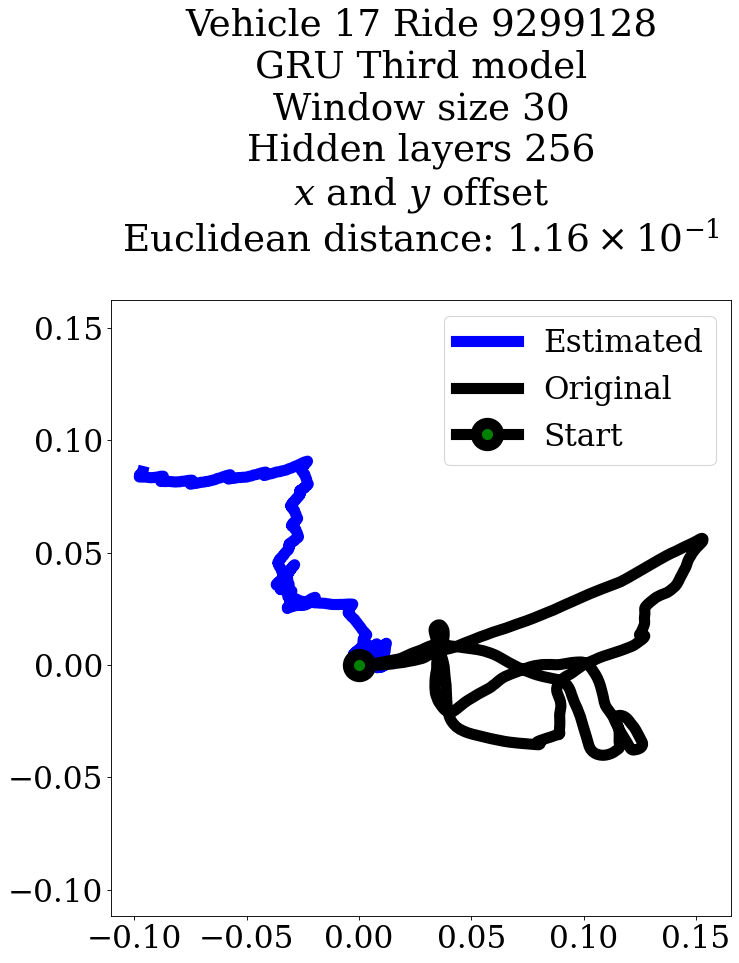 Vehicle 17 Ride 9299128
GRU Third model
Window size 30
Hidden layers 256
x and y offset
Euclidean distance: 1.16 × 10⁻¹
Estimated
Original
Start
0.15
0.10
0.05
0.00
−0.05
−0.10
−0.10 −0.05 0.00 0.05 0.10 0.15